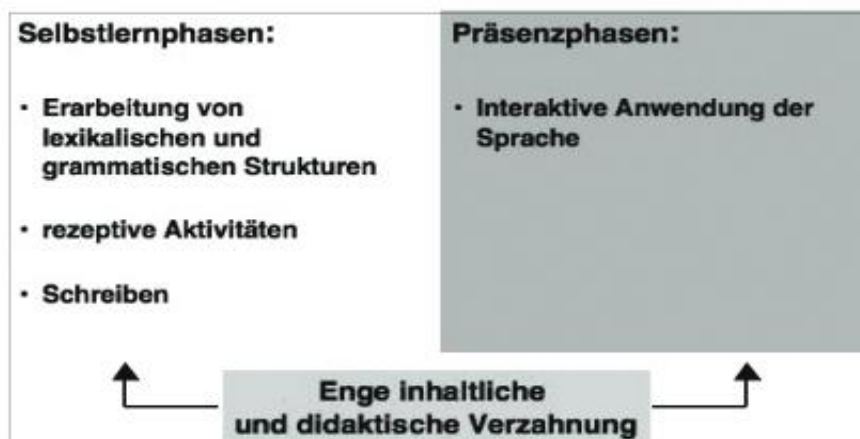 Selbstlernphasen:
• Erarbeitung von
lexikalischen und
grammatischen Strukturen
• rezeptive Aktivitäten
• Schreiben
Präsenzphasen:
• Interaktive Anwendung der
Sprache
Enge inhaltliche
und didaktische Verzahnung